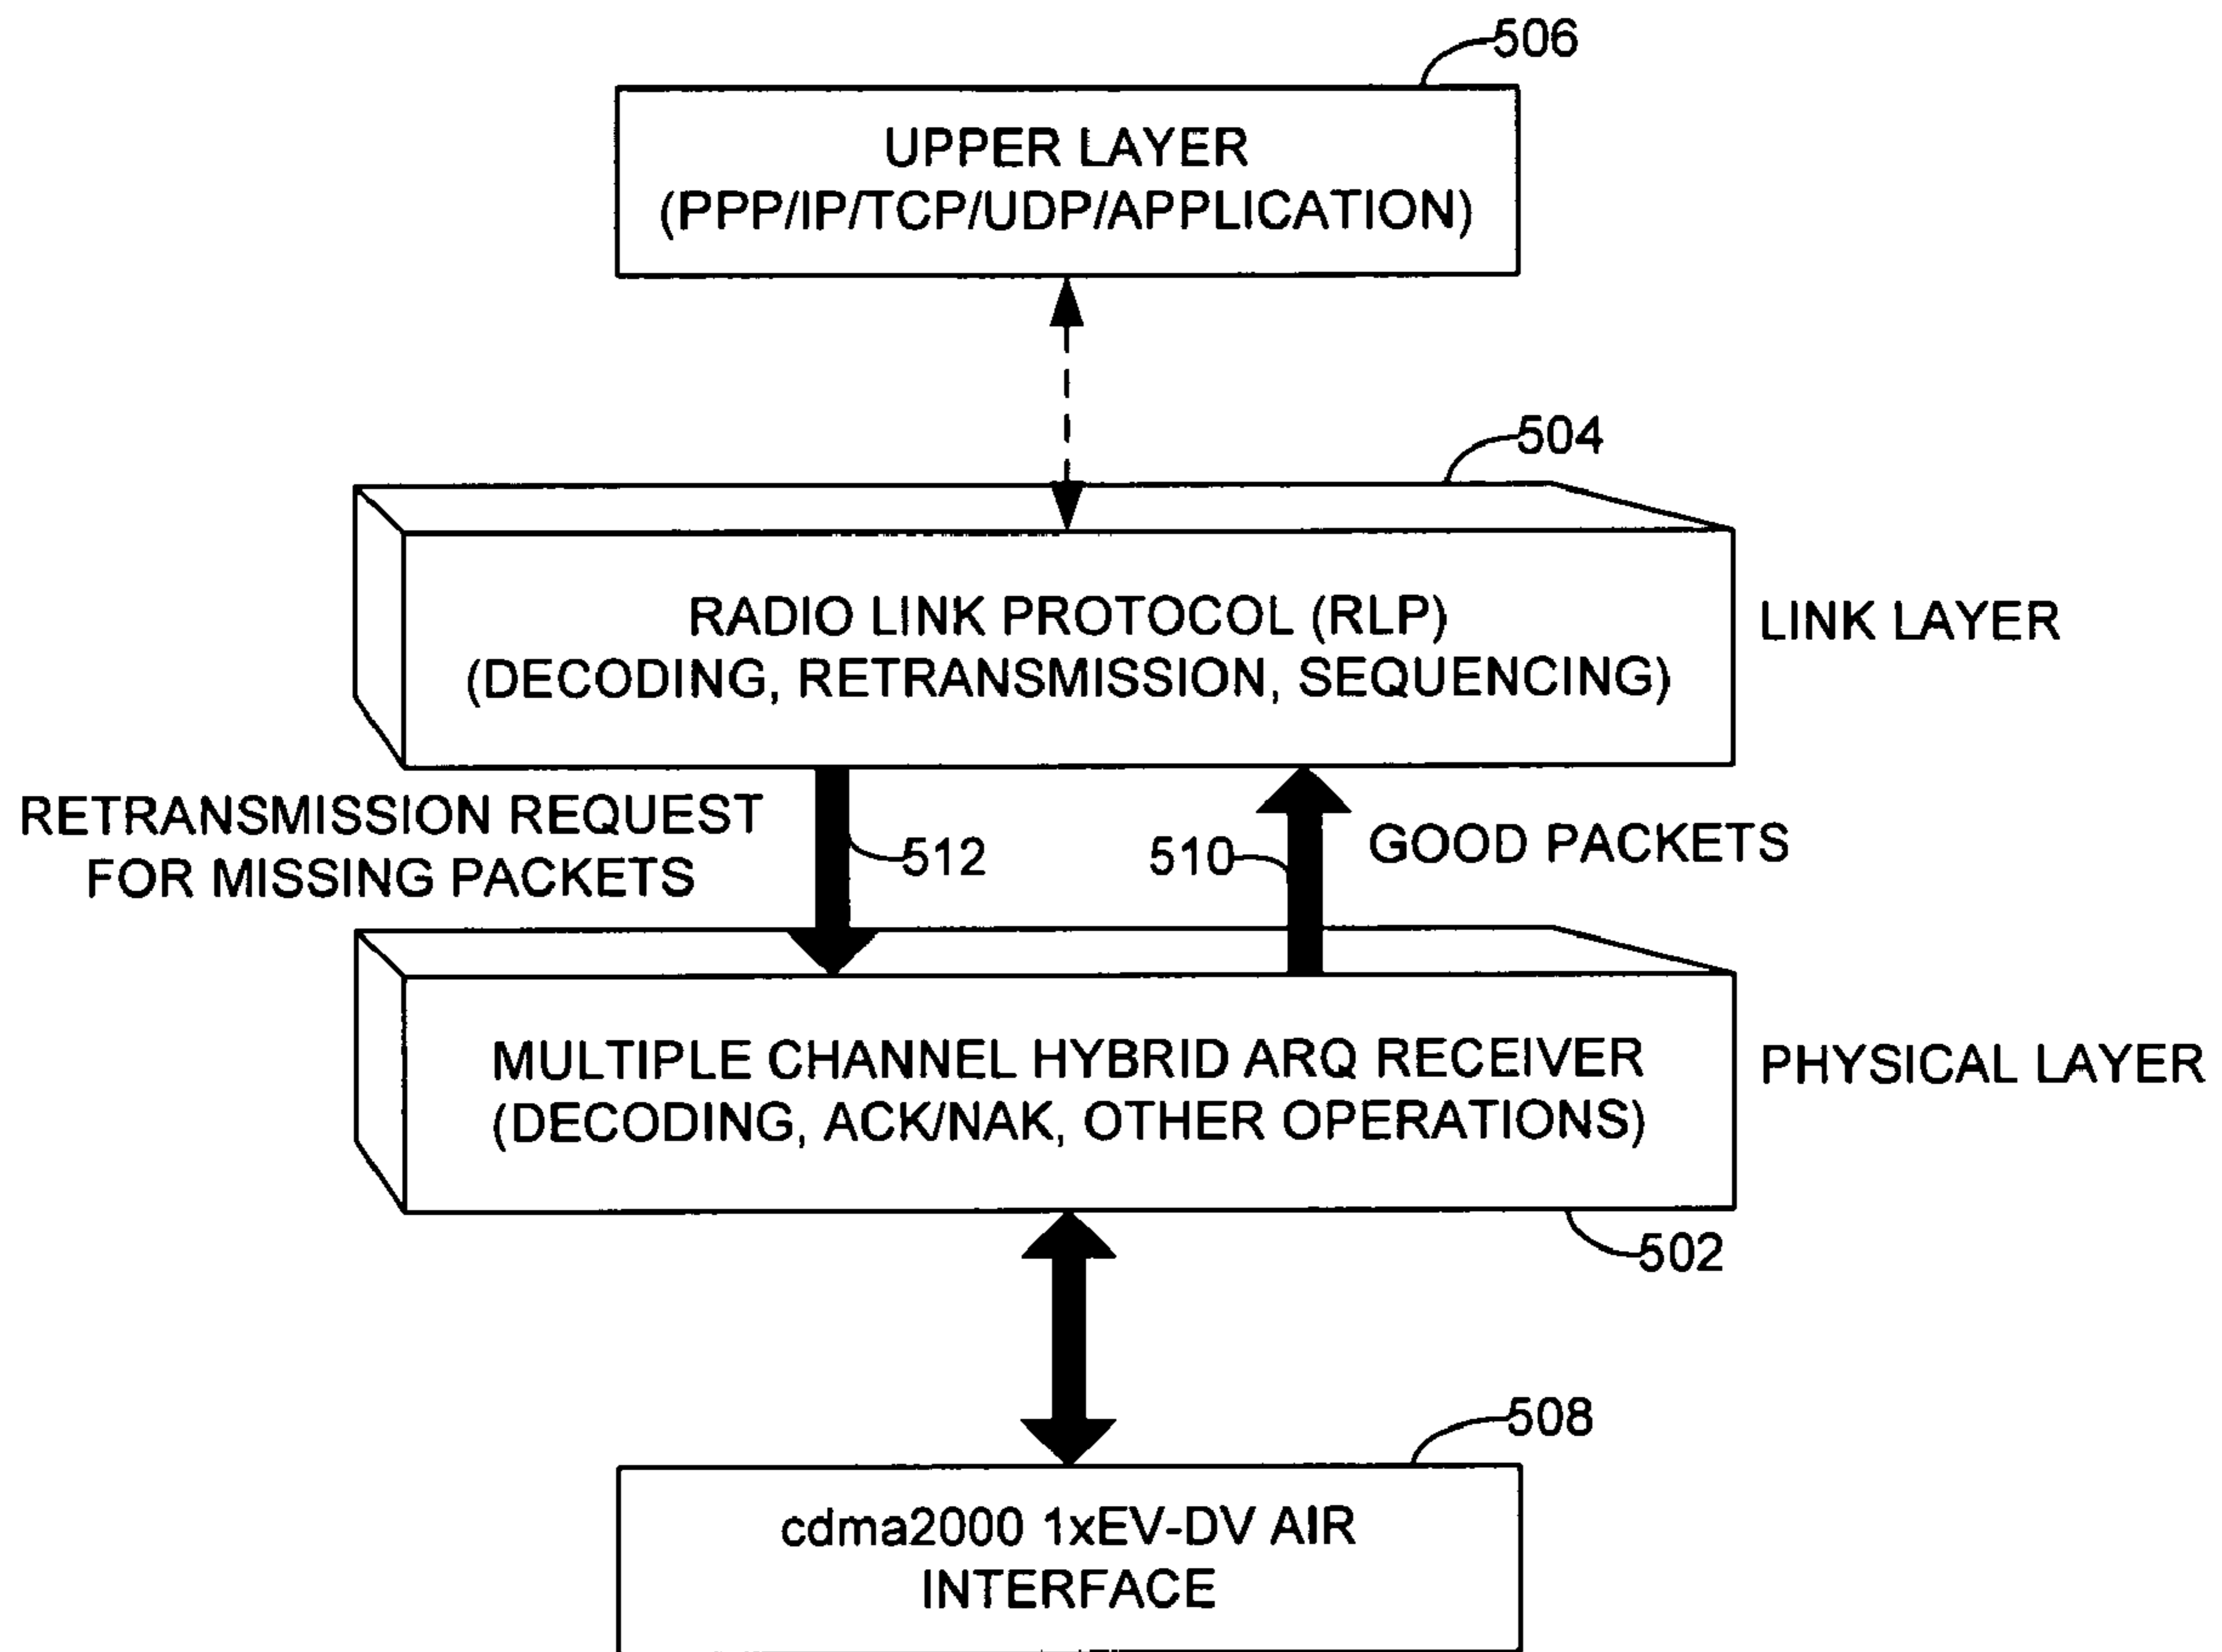 506
UPPER LAYER
(PPP/IP/TCP/UDP/APPLICATION)
504
RADIO LINK PROTOCOL (RLP)
(DECODING, RETRANSMISSION, SEQUENCING)
LINK LAYER
RETRANSMISSION REQUEST
FOR MISSING PACKETS
512
510
GOOD PACKETS
MULTIPLE CHANNEL HYBRID ARQ RECEIVER
(DECODING, ACK/NAK, OTHER OPERATIONS)
PHYSICAL LAYER
502
508
cdma2000 1xEV-DV AIR
INTERFACE